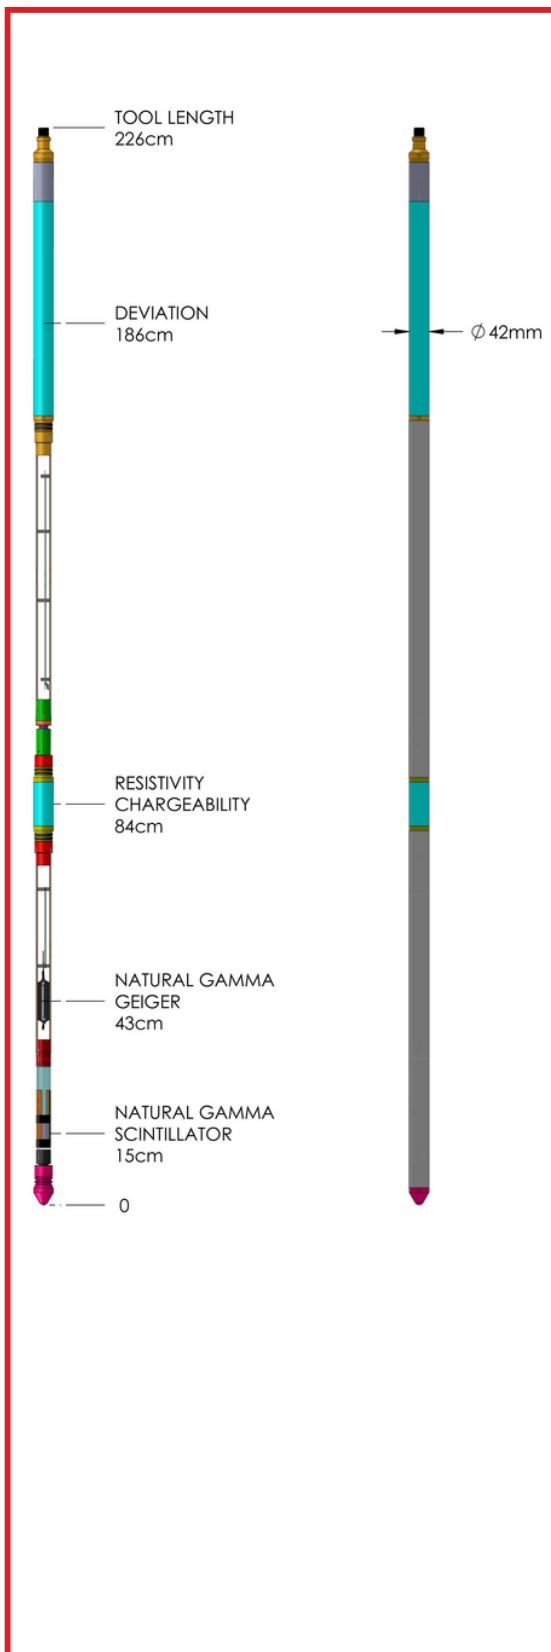 TOOL LENGTH
226cm
DEVIATION
186cm
Ø 42mm
RESISTIVITY
CHARGEABILITY
84cm
NATURAL GAMMA
GEIGER
43cm
NATURAL GAMMA
SCINTILLATOR
15cm
0